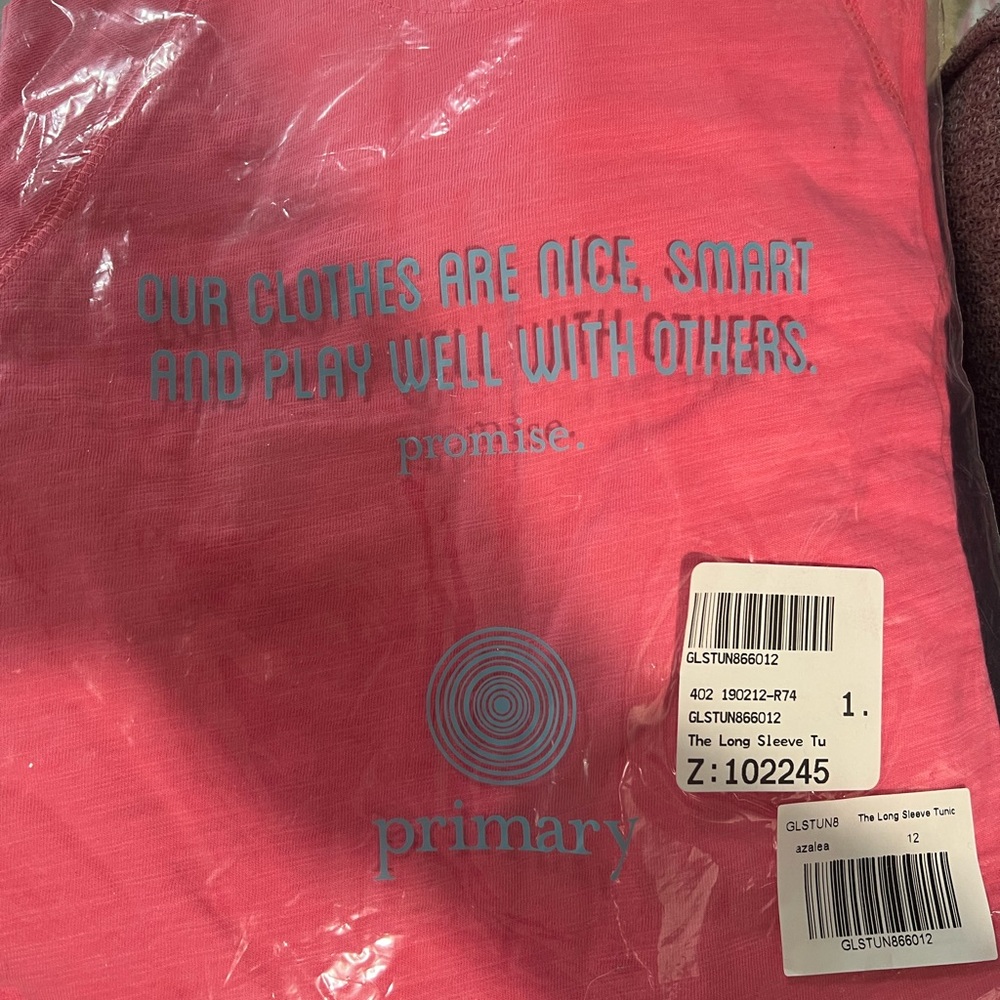 OUR CLOTHES ARE NICE, SMART
AND PLAY WELL WITH OTHERS.
promise.
primary
GLSTUN866012
402 190212-R74
1.
GLSTUN866012
The Long Sleeve Tu
Z:102245
GLSTUN8 The Long Sleeve Tunic
azalea 12
GLSTUN866012